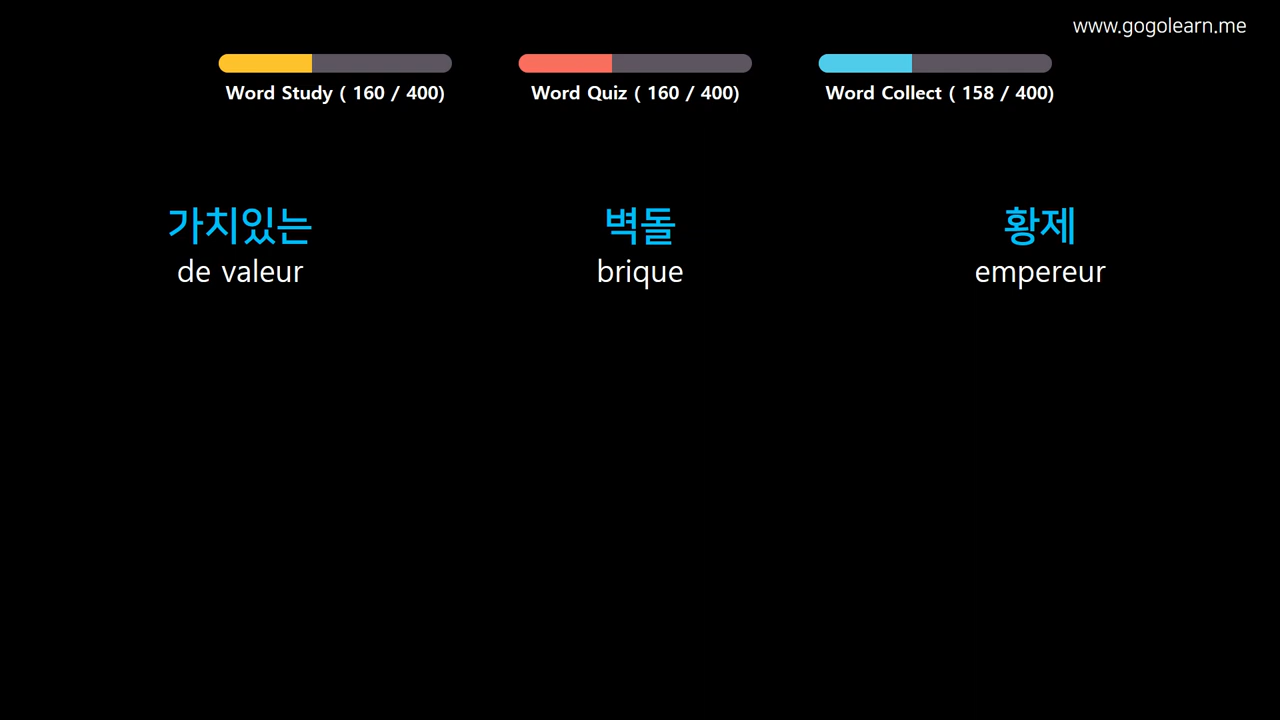 www.gogolearn.me
Word Study ( 160 / 400)
Word Quiz ( 160 / 400)
Word Collect ( 158 / 400)
가치있는
de valeur
벽돌
brique
황제
empereur